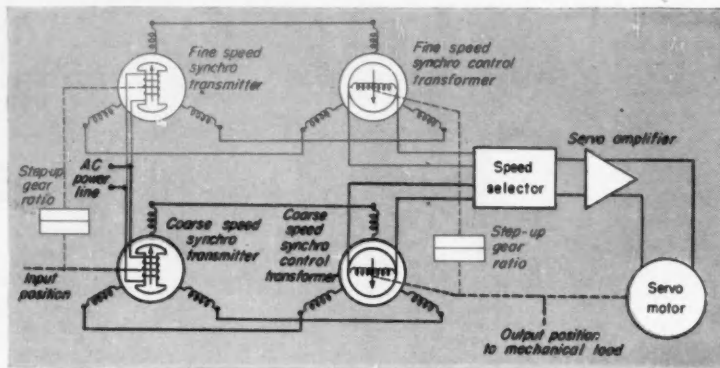 Fine speed
synchro
transmitter
Fine speed
synchro control
transformer
Servo amplifier
Step-up
gear
ratio
AC
power
line
Speed
selector
Coarse speed
synchro
transmitter
Coarse
speed
synchro
control
transformer
Step-up
gear
ratio
Input
position
Servo
motor
Output position
to mechanical load